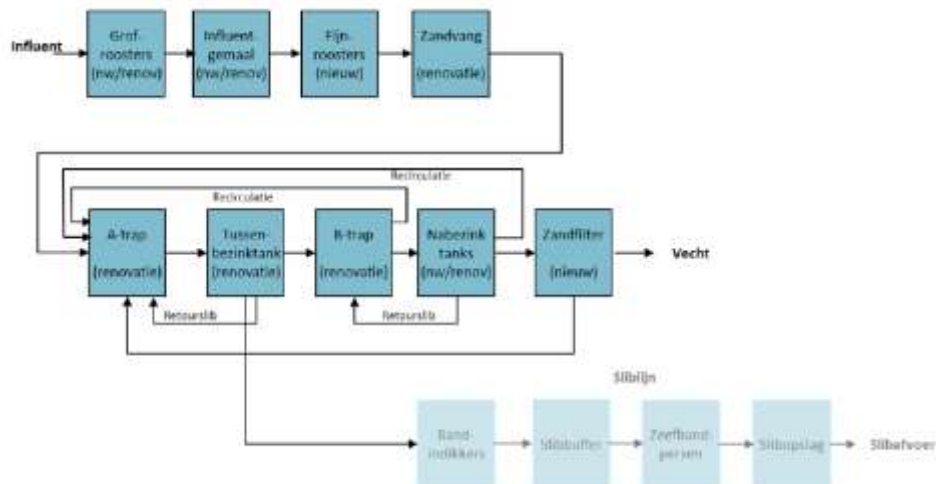 Influent
Grof-
roosters
(nw/renov)
Influent-
gemaal
(nw/renov)
Fijn-
roosters
(nieuw)
Zandvang
(renovatie)
Recirculatie
Recirculatie
A-trap
(renovatie)
Tussen-
bezinktank
(renovatie)
B-trap
(renovatie)
Nabezink
tanks
(nw/renov)
Zandfilter
(nieuw)
Vecht
Retourslib
Retourslib
Sliblijn
Band-
indikkers
Slibbuffer
Zeefband-
persen
Slibopslag
Slibafvoer